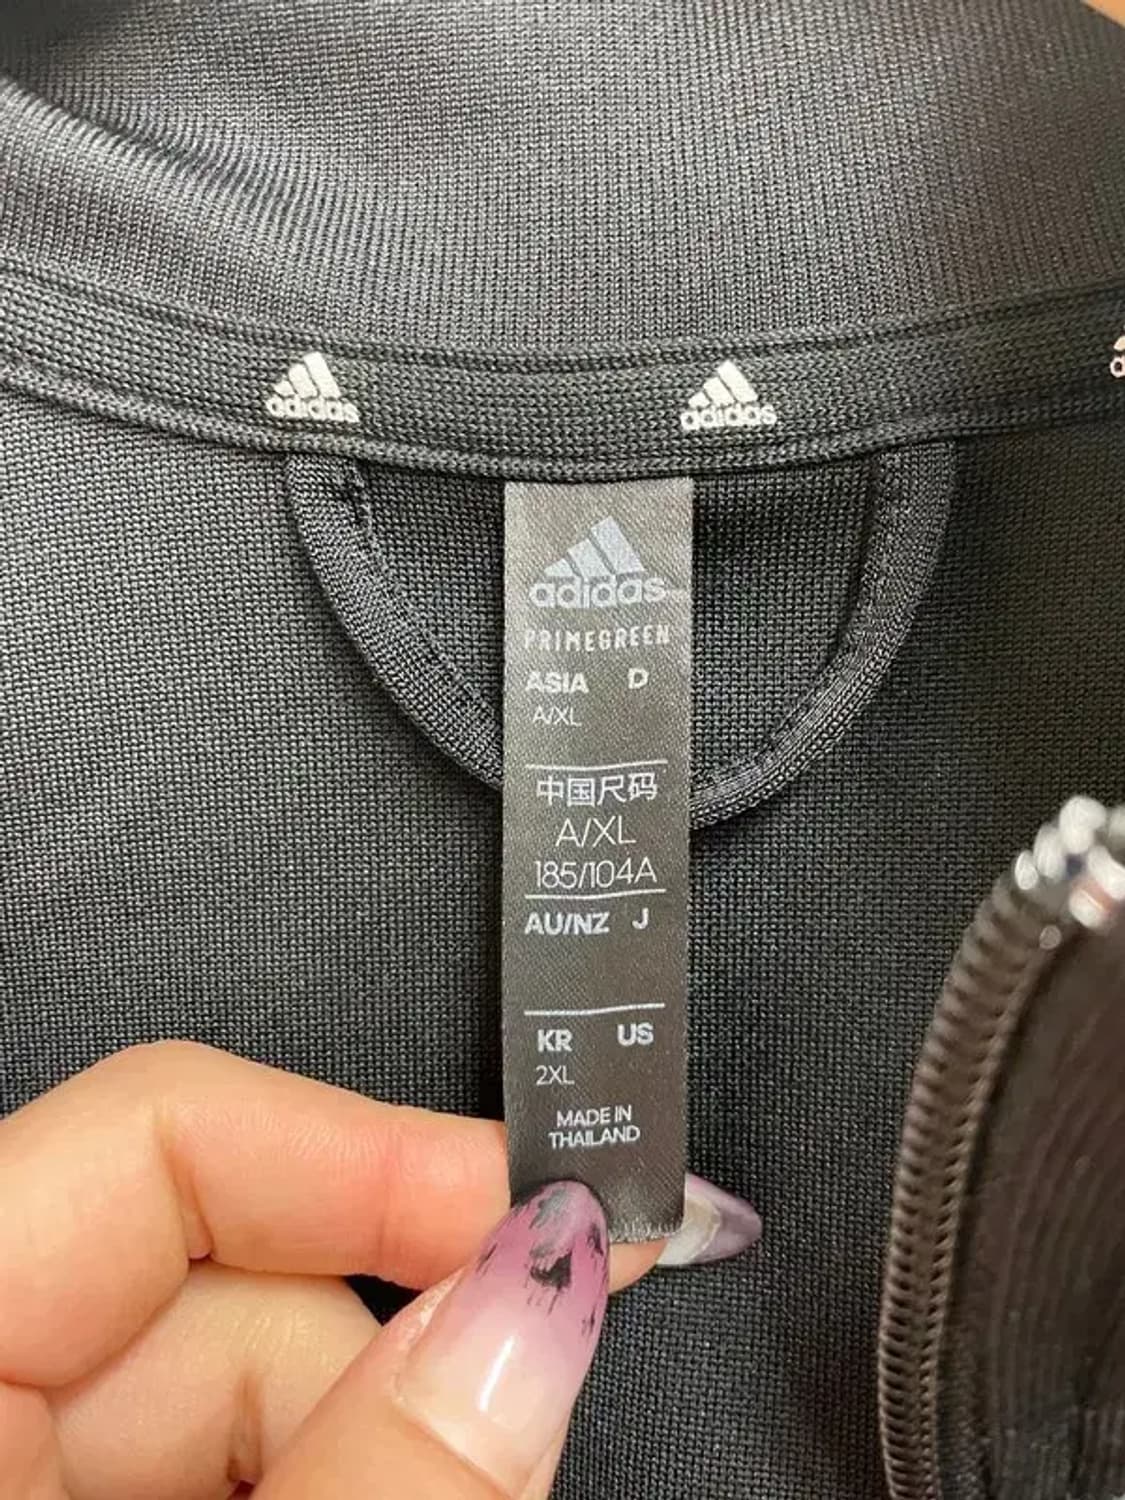 adidas
adidas
adidas
PRIMEGREEN
ASIA D
A/XL
中国尺码
A/XL
185/104A
AU/NZ J
KR US
2XL
MADE IN
THAILAND